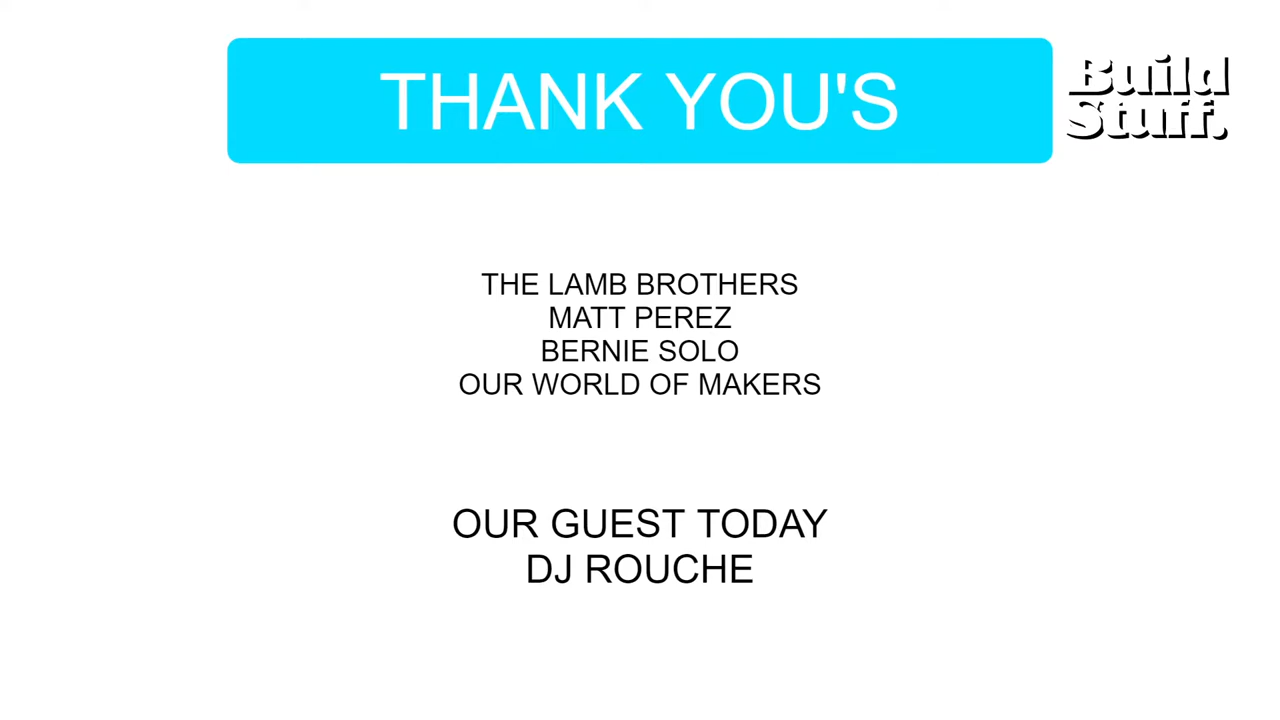 THANK YOU'S
Build
Stuff.
THE LAMB BROTHERS
MATT PEREZ
BERNIE SOLO
OUR WORLD OF MAKERS
OUR GUEST TODAY
DJ ROUCHE